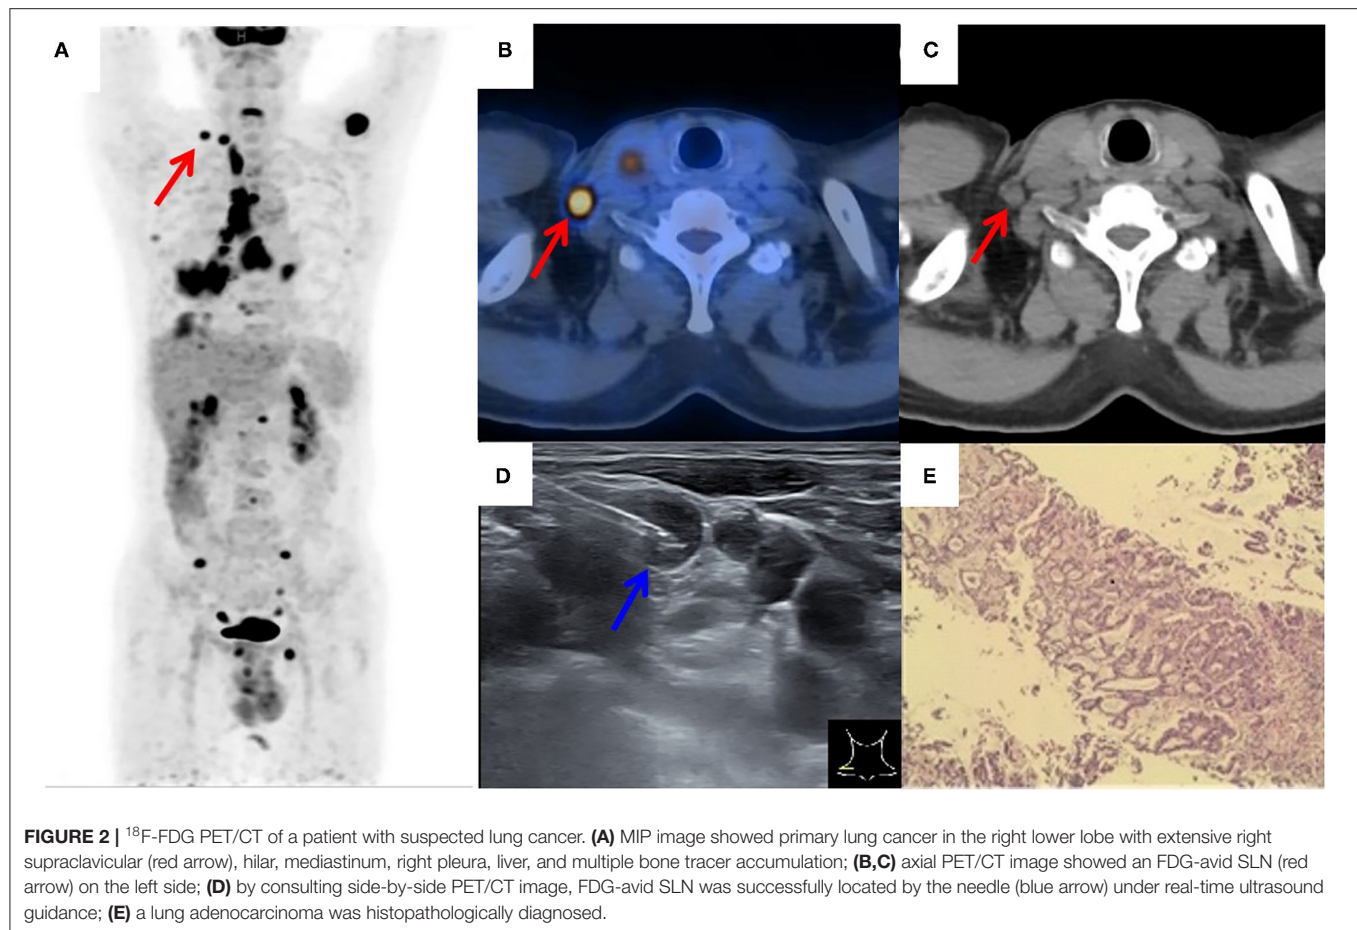 A
H
B
C
D
E
FIGURE 2 | 18F-FDG PET/CT of a patient with suspected lung cancer. (A) MIP image showed primary lung cancer in the right lower lobe with extensive right
supraclavicular (red arrow), hilar, mediastinum, right pleura, liver, and multiple bone tracer accumulation; (B,C) axial PET/CT image showed an FDG-avid SLN (red
arrow) on the left side; (D) by consulting side-by-side PET/CT image, FDG-avid SLN was successfully located by the needle (blue arrow) under real-time ultrasound
guidance; (E) a lung adenocarcinoma was histopathologically diagnosed.